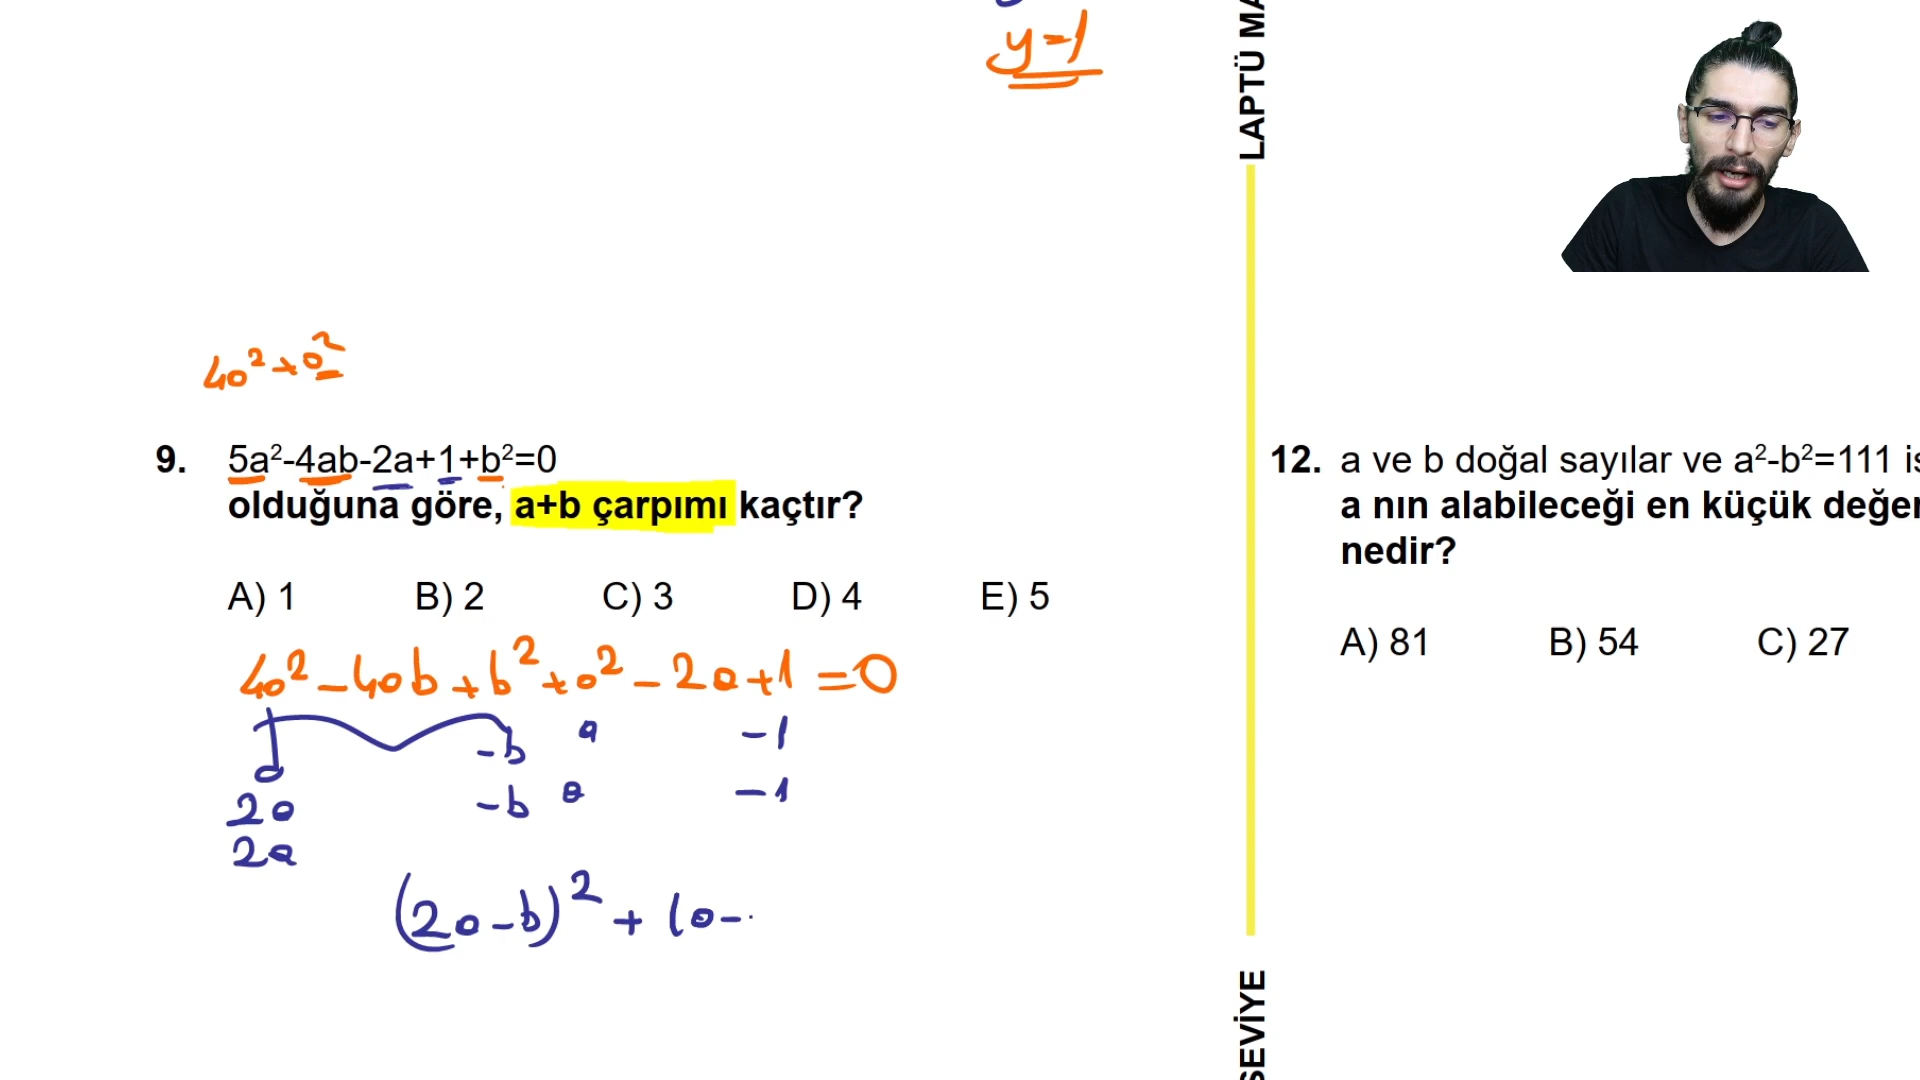 y=1
LAPTÜ MA
4a² + a²
9. 5a²-4ab-2a+1+b²=0
olduğuna göre, a+b çarpımı kaçtır?
A) 1 B) 2 C) 3 D) 4 E) 5
4a² - 4ab + b² + a² - 2a + 1 = 0
-b a -1
2a -b a -1
2a
(2a - b)² + (a -
12. a ve b doğal sayılar ve a²-b²=111 is
a nın alabileceği en küçük değer
nedir?
A) 81 B) 54 C) 27
SEVİYE